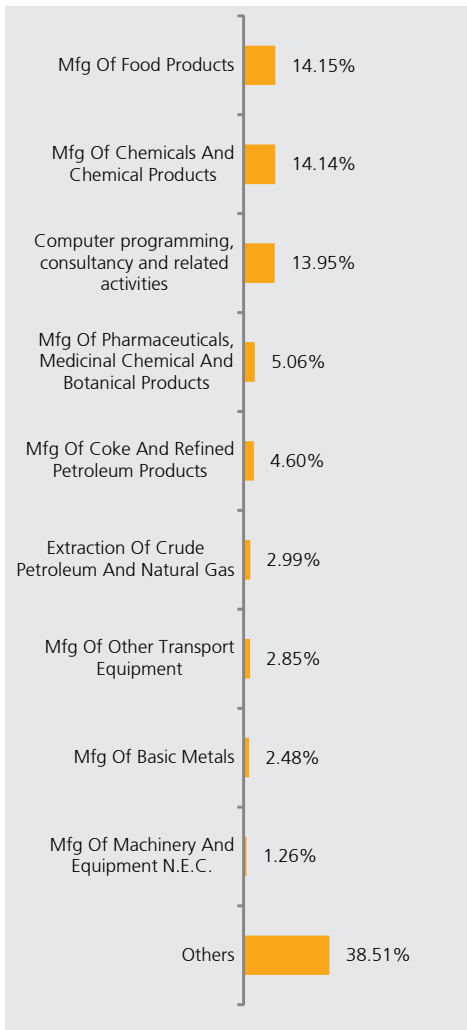 Mfg Of Food Products
14.15%
Mfg Of Chemicals And
Chemical Products
14.14%
Computer programming,
consultancy and related
activities
13.95%
Mfg Of Pharmaceuticals,
Medicinal Chemical And
Botanical Products
5.06%
Mfg Of Coke And Refined
Petroleum Products
4.60%
Extraction Of Crude
Petroleum And Natural Gas
2.99%
Mfg Of Other Transport
Equipment
2.85%
Mfg Of Basic Metals
2.48%
Mfg Of Machinery And
Equipment N.E.C.
1.26%
Others
38.51%